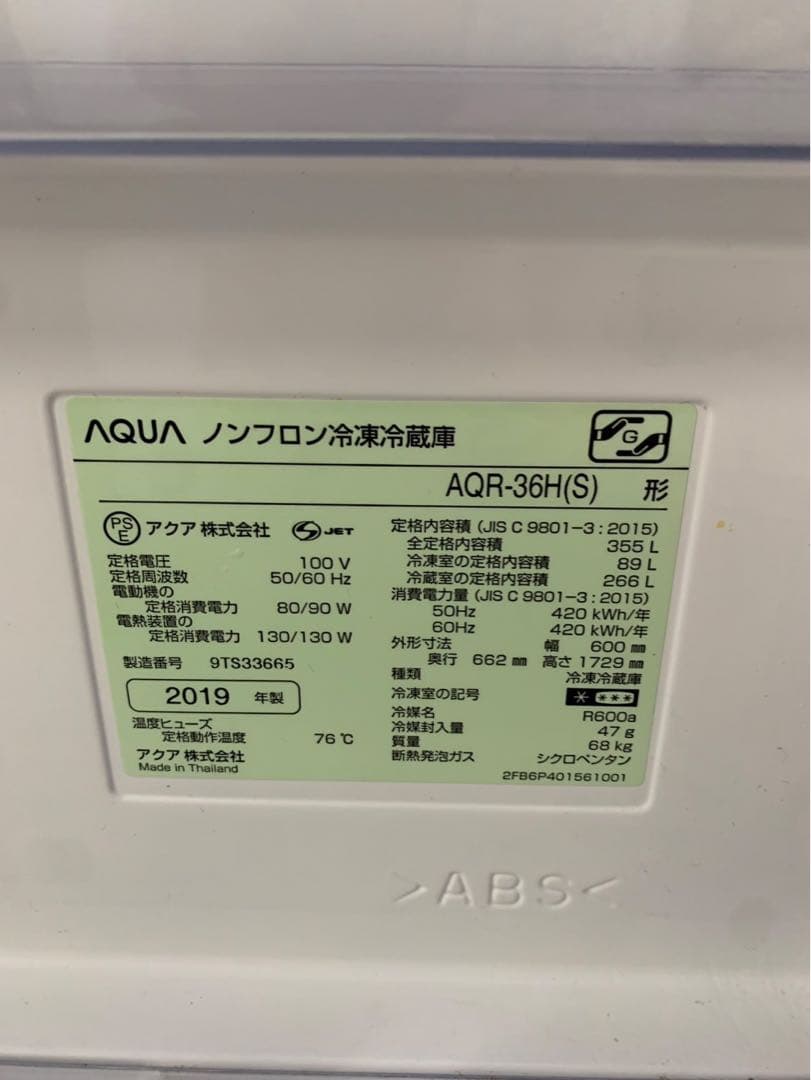 AQUA ノンフロン冷凍冷蔵庫
G
AQR-36H(S) 形
PSE アクア 株式会社 S JET
定格電圧 100 V
定格周波数 50/60 Hz
電動機の
定格消費電力 80/90 W
電熱装置の
定格消費電力 130/130 W
製造番号 9TS33665
2019 年製
温度ヒューズ
定格動作温度 76 ℃
アクア 株式会社
Made in Thailand
定格内容積 (JIS C 9801-3 : 2015)
全定格内容積 355 L
冷凍室の定格内容積 89 L
冷蔵室の定格内容積 266 L
消費電力量 (JIS C 9801-3 : 2015)
50Hz 420 kWh/年
60Hz 420 kWh/年
外形寸法 幅 600 ㎜
奥行 662 ㎜ 高さ 1729 ㎜
種類 冷凍冷蔵庫
冷凍室の記号 * ***
冷媒名 R600a
冷媒封入量 47 g
質量 68 kg
断熱発泡ガス シクロペンタン
2FB6P401561001
>ABS<